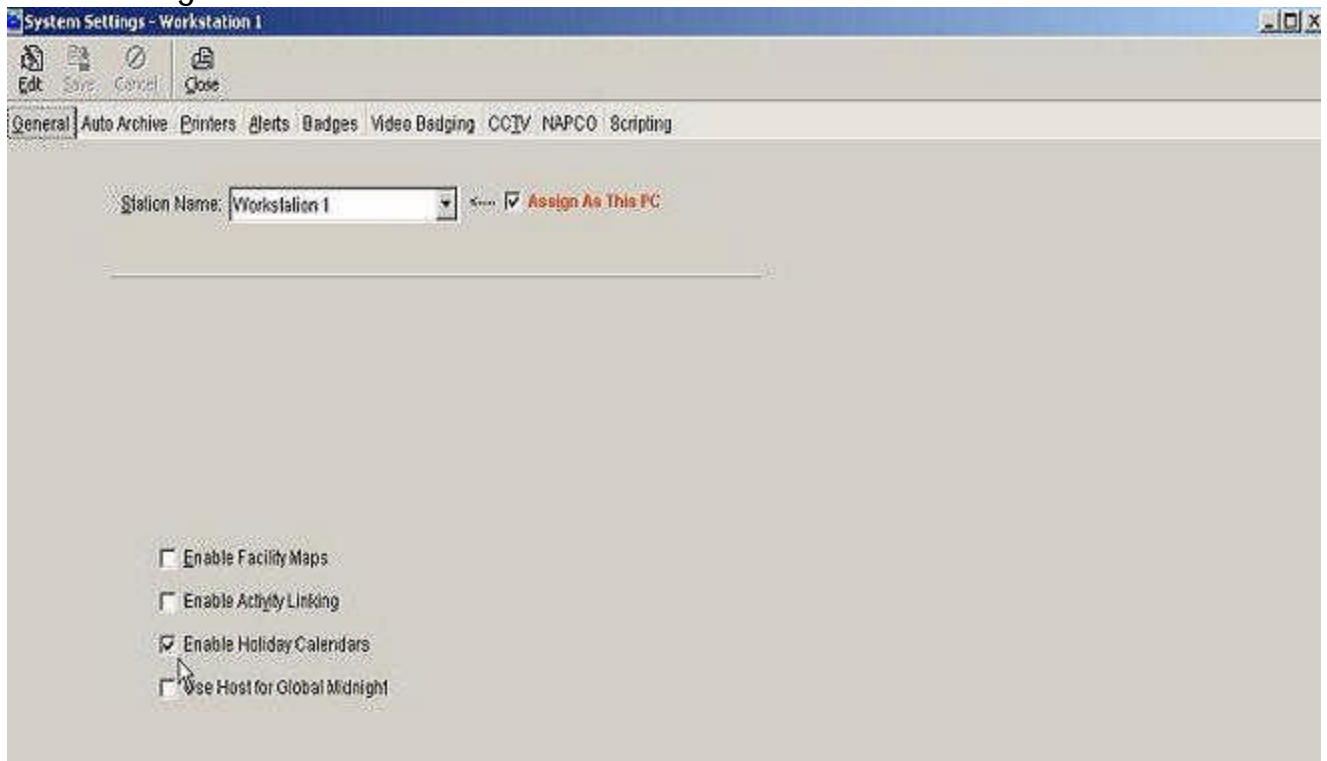 System Settings - Workstation 1
Edit Save Cancel Close
General Auto Archive Printers Alerts Badges Video Badging CCTV NAPCO Scripting
Station Name: Workstation 1 <---- Assign As This PC
Enable Facility Maps
Enable Activity Linking
Enable Holiday Calendars
Use Host for Global Midnight